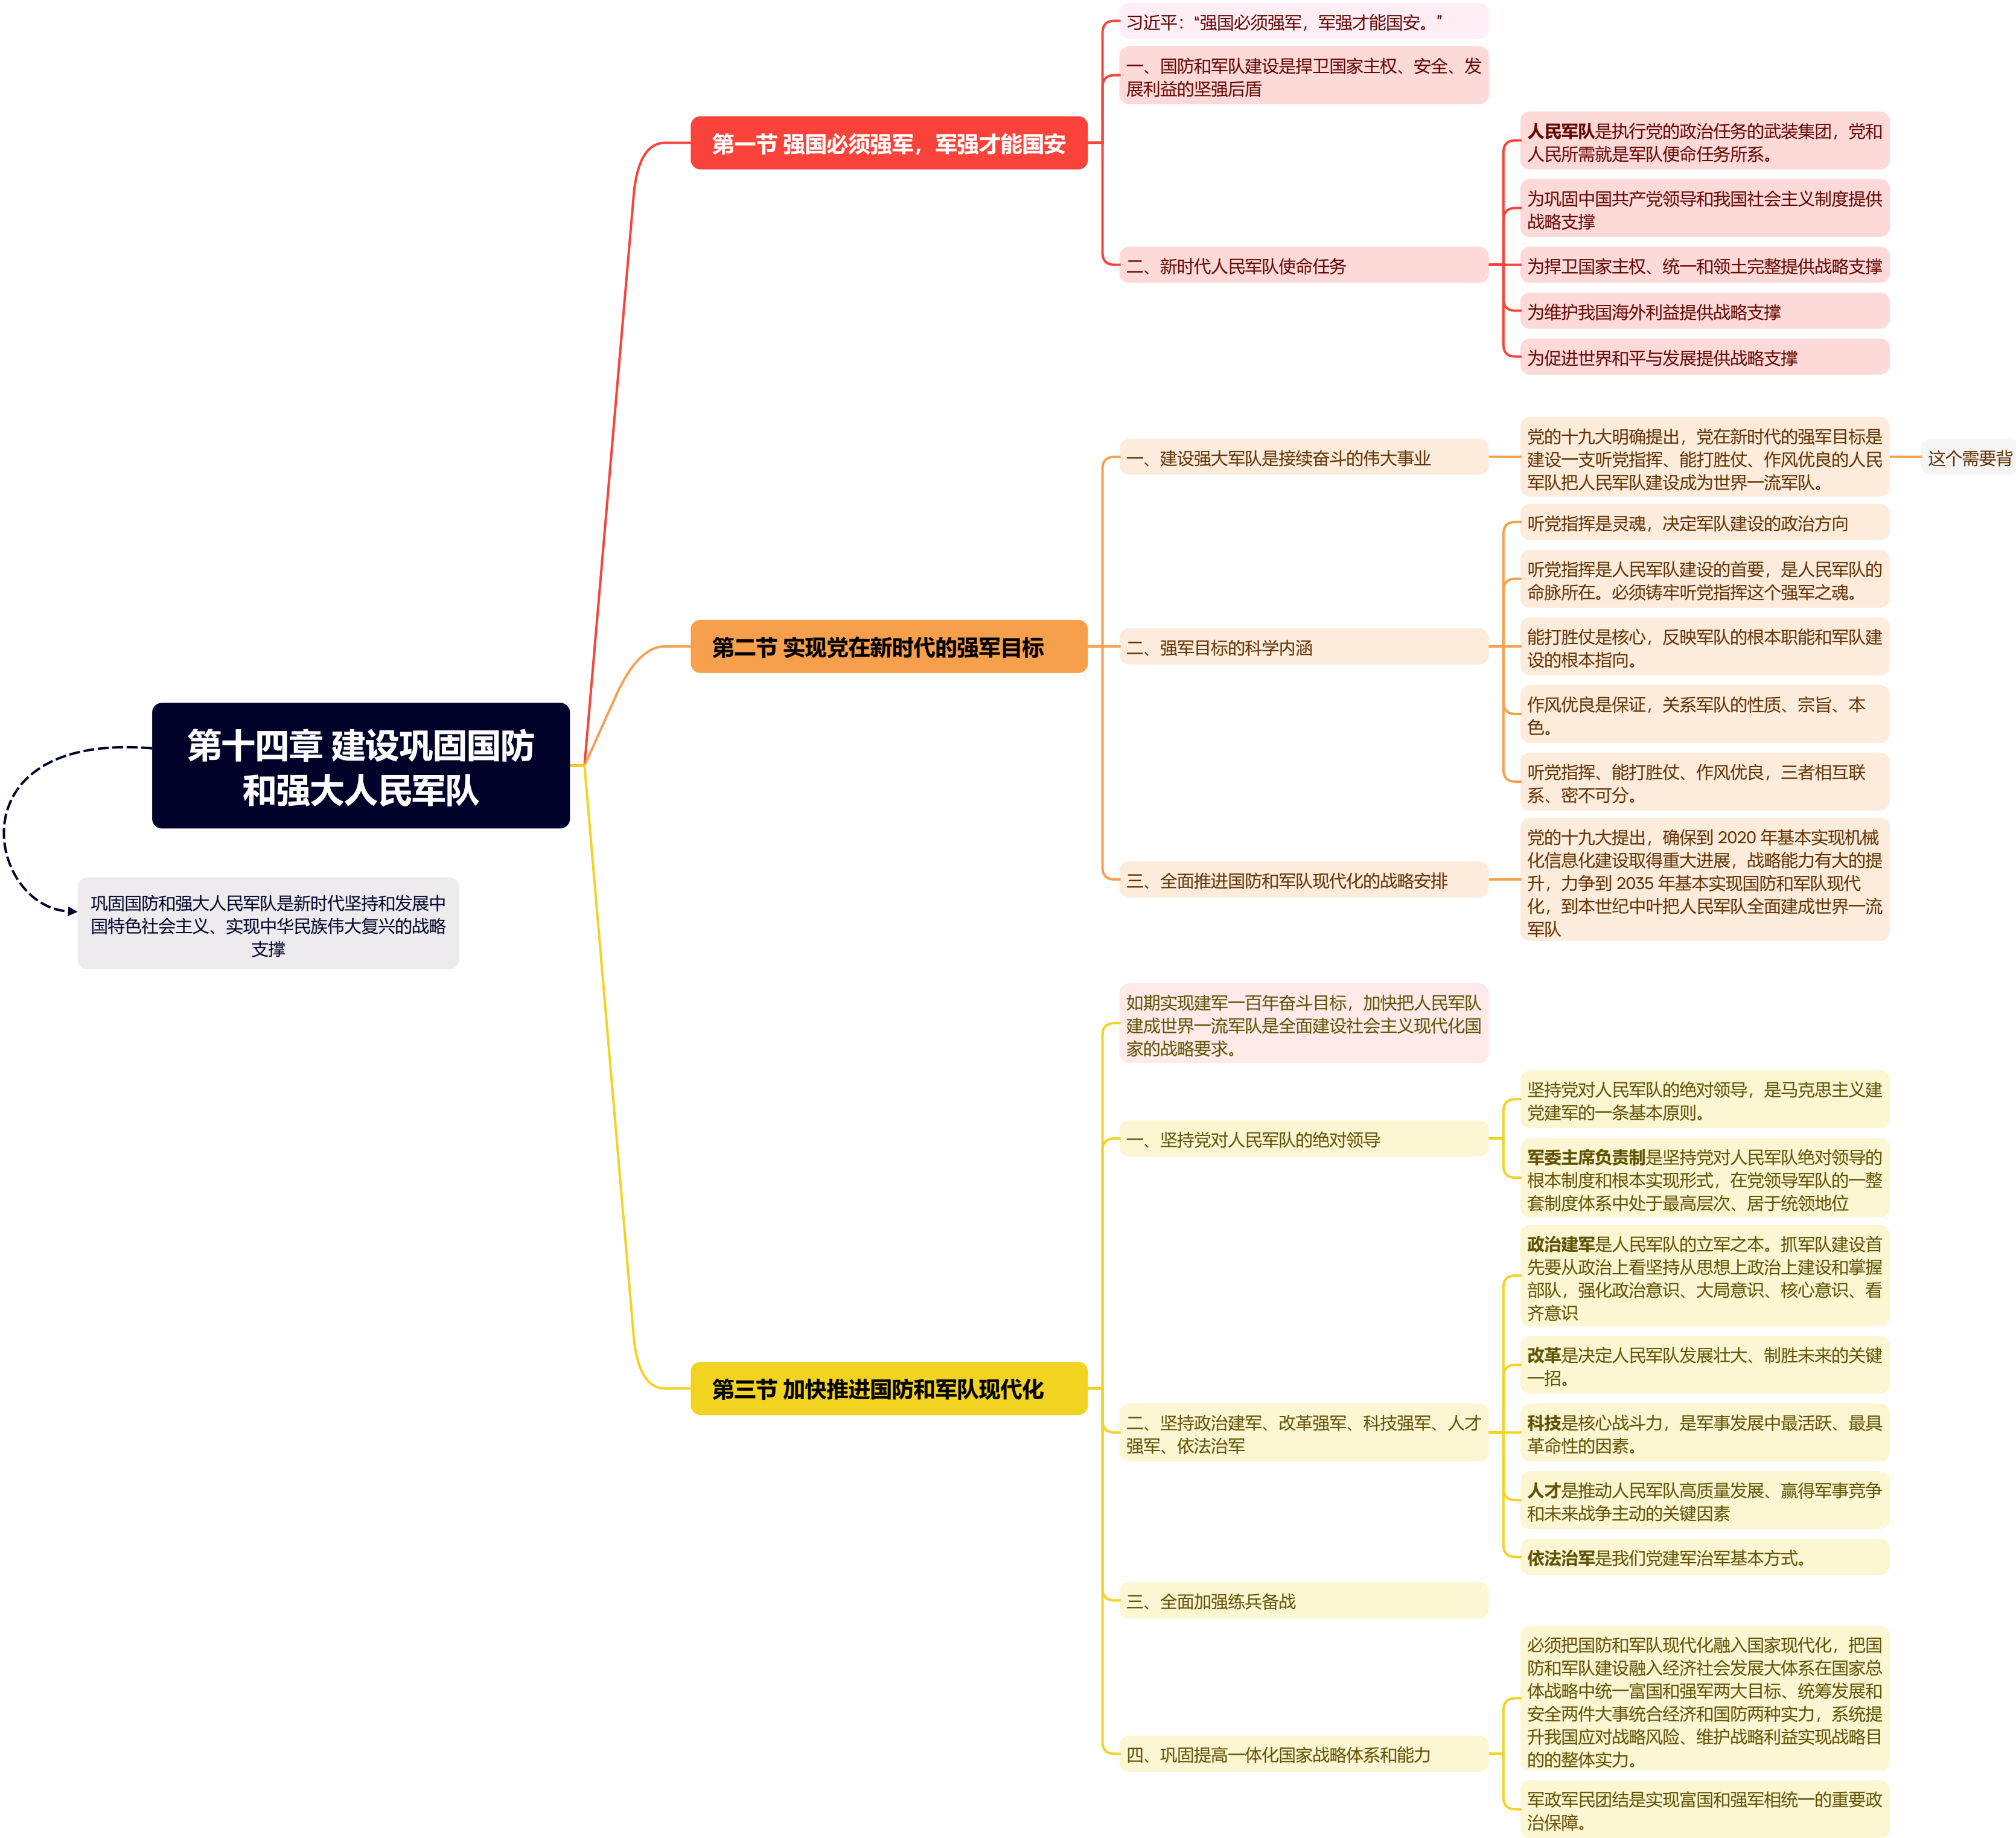 习近平：“强国必须强军，军强才能国安。”
一、国防和军队建设是捍卫国家主权、安全、发
展利益的坚强后盾
第一节 强国必须强军，军强才能国安
人民军队是执行党的政治任务的武装集团，党和
人民所需就是军队便命任务所系。
为巩固中国共产党领导和我国社会主义制度提供
战略支撑
二、新时代人民军队使命任务
为捍卫国家主权、统一和领土完整提供战略支撑
为维护我国海外利益提供战略支撑
为促进世界和平与发展提供战略支撑
一、建设强大军队是接续奋斗的伟大事业
党的十九大明确提出，党在新时代的强军目标是
建设一支听党指挥、能打胜仗、作风优良的人民
军队把人民军队建设成为世界一流军队。
这个需要背
听党指挥是灵魂，决定军队建设的政治方向
听党指挥是人民军队建设的首要，是人民军队的
命脉所在。必须铸牢听党指挥这个强军之魂。
第二节 实现党在新时代的强军目标
二、强军目标的科学内涵
能打胜仗是核心，反映军队的根本职能和军队建
设的根本指向。
作风优良是保证，关系军队的性质、宗旨、本
色。
听党指挥、能打胜仗、作风优良，三者相互联
系、密不可分。
三、全面推进国防和军队现代化的战略安排
党的十九大提出，确保到 2020 年基本实现机械
化信息化建设取得重大进展，战略能力有大的提
升，力争到 2035 年基本实现国防和军队现代
化，到本世纪中叶把人民军队全面建成世界一流
军队
第十四章 建设巩固国防
和强大人民军队
巩固国防和强大人民军队是新时代坚持和发展中
国特色社会主义、实现中华民族伟大复兴的战略
支撑
如期实现建军一百年奋斗目标，加快把人民军队
建成世界一流军队是全面建设社会主义现代化国
家的战略要求。
一、坚持党对人民军队的绝对领导
坚持党对人民军队的绝对领导，是马克思主义建
党建军的一条基本原则。
军委主席负责制是坚持党对人民军队绝对领导的
根本制度和根本实现形式，在党领导军队的一整
套制度体系中处于最高层次、居于统领地位
第三节 加快推进国防和军队现代化
二、坚持政治建军、改革强军、科技强军、人才
强军、依法治军
政治建军是人民军队的立军之本。抓军队建设首
先要从政治上看坚持从思想上政治上建设和掌握
部队，强化政治意识、大局意识、核心意识、看
齐意识
改革是决定人民军队发展壮大、制胜未来的关键
一招。
科技是核心战斗力，是军事发展中最活跃、最具
革命性的因素。
人才是推动人民军队高质量发展、赢得军事竞争
和未来战争主动的关键因素
依法治军是我们党建军治军基本方式。
三、全面加强练兵备战
四、巩固提高一体化国家战略体系和能力
必须把国防和军队现代化融入国家现代化，把国
防和军队建设融入经济社会发展大体系在国家总
体战略中统一富国和强军两大目标、统筹发展和
安全两件大事统合经济和国防两种实力，系统提
升我国应对战略风险、维护战略利益实现战略目
的的整体实力。
军政军民团结是实现富国和强军相统一的重要政
治保障。